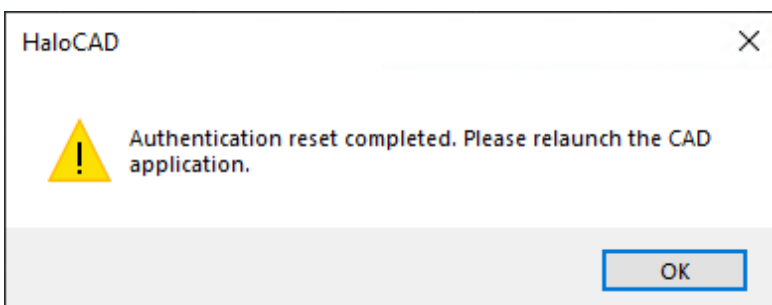 HaloCAD
Authentication reset completed. Please relaunch the CAD
application.
OK